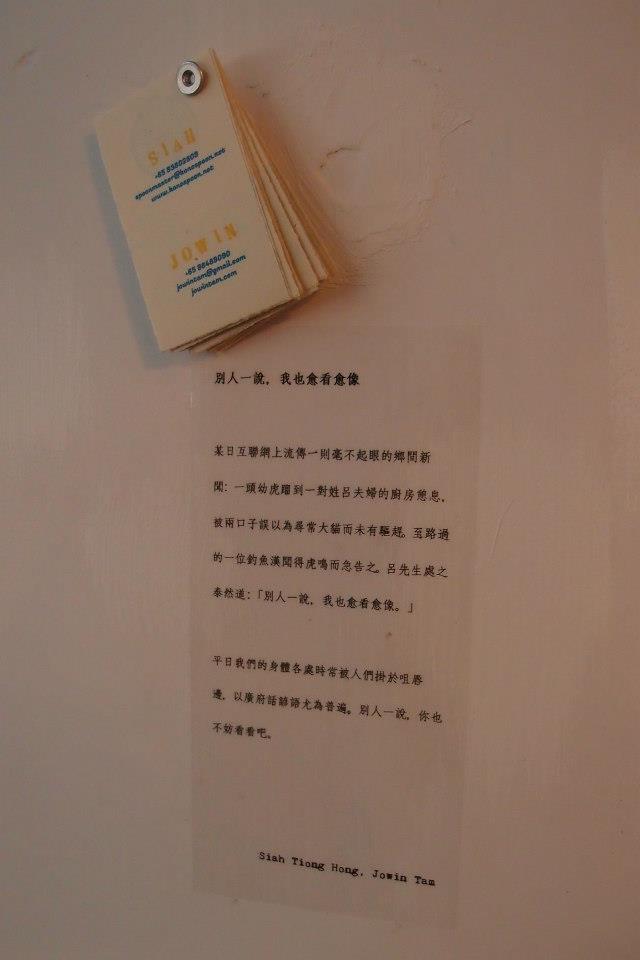 SIAH
+65 93802809
spoonmaster@honospoon.net
www.honospoon.net
JOWIN
+65 98489090
jowintam@gmail.com
jowintam.com
別人一說，我也愈看愈像
某日互聯網上流傳一則毫不起眼的鄉間新
聞：一頭幼虎蹓到一對姓呂夫婦的廚房憩息，
被兩口子誤以為尋常大貓而未有驅趕。至路過
的一位釣魚漢聞得虎鳴而急告之。呂先生處之
泰然道：「別人一說，我也愈看愈像。」
平日我們的身體各處時常被人們掛於咀唇
邊，以廣府話諺語尤為普遍。別人一說，你也
不妨看看吧。
Siah Tiong Hong, Jowin Tam